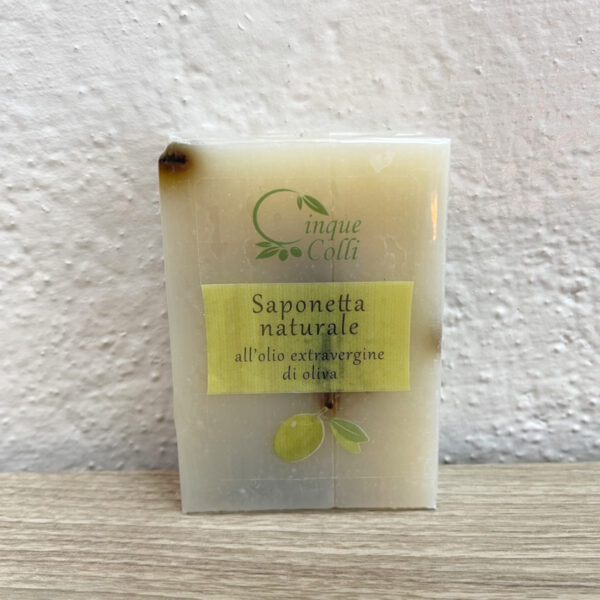 Cinque
Colli
Saponetta
naturale
all'olio extravergine
di oliva